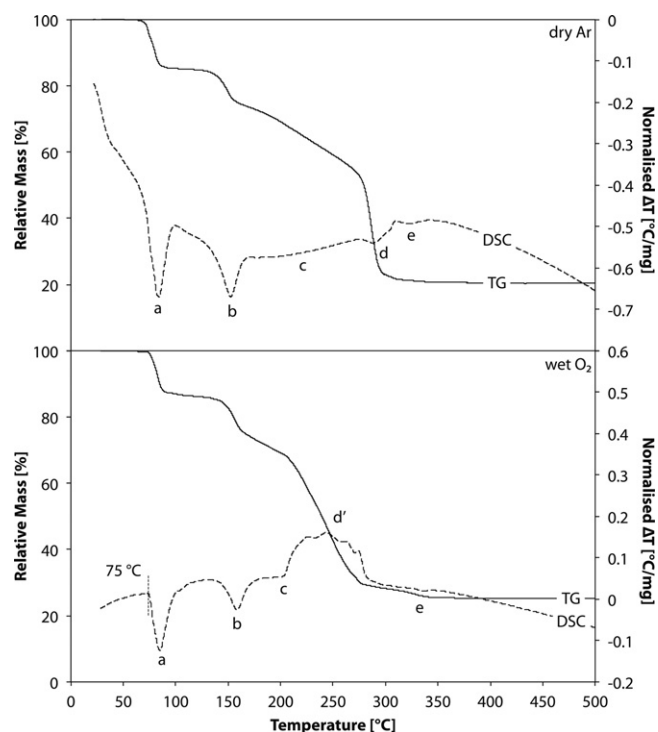 dry Ar
100
80
60
40
20
Relative Mass [%]
0
-0.1
-0.2
-0.3
-0.4
-0.5
-0.6
-0.7
Normalised ΔT [°C/mg]
a
b
c
d
e
DSC
TG
wet O₂
100
80
60
40
20
0
Relative Mass [%]
0.6
0.5
0.4
0.3
0.2
0.1
0
-0.1
-0.2
Normalised ΔT [°C/mg]
75 °C
a
b
c
d'
e
TG
DSC
0 50 100 150 200 250 300 350 400 450 500
Temperature [°C]